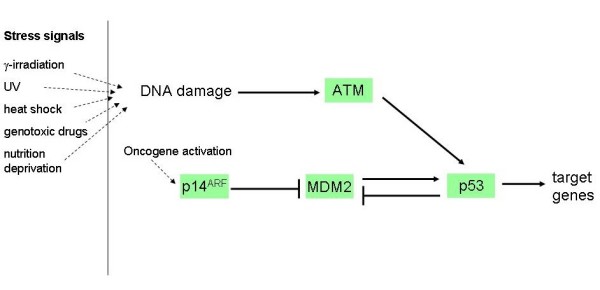 Stress signals
γ-irradiation
UV
heat shock
genotoxic drugs
nutrition
deprivation
DNA damage
ATM
Oncogene activation
p14ARF
MDM2
p53
target
genes